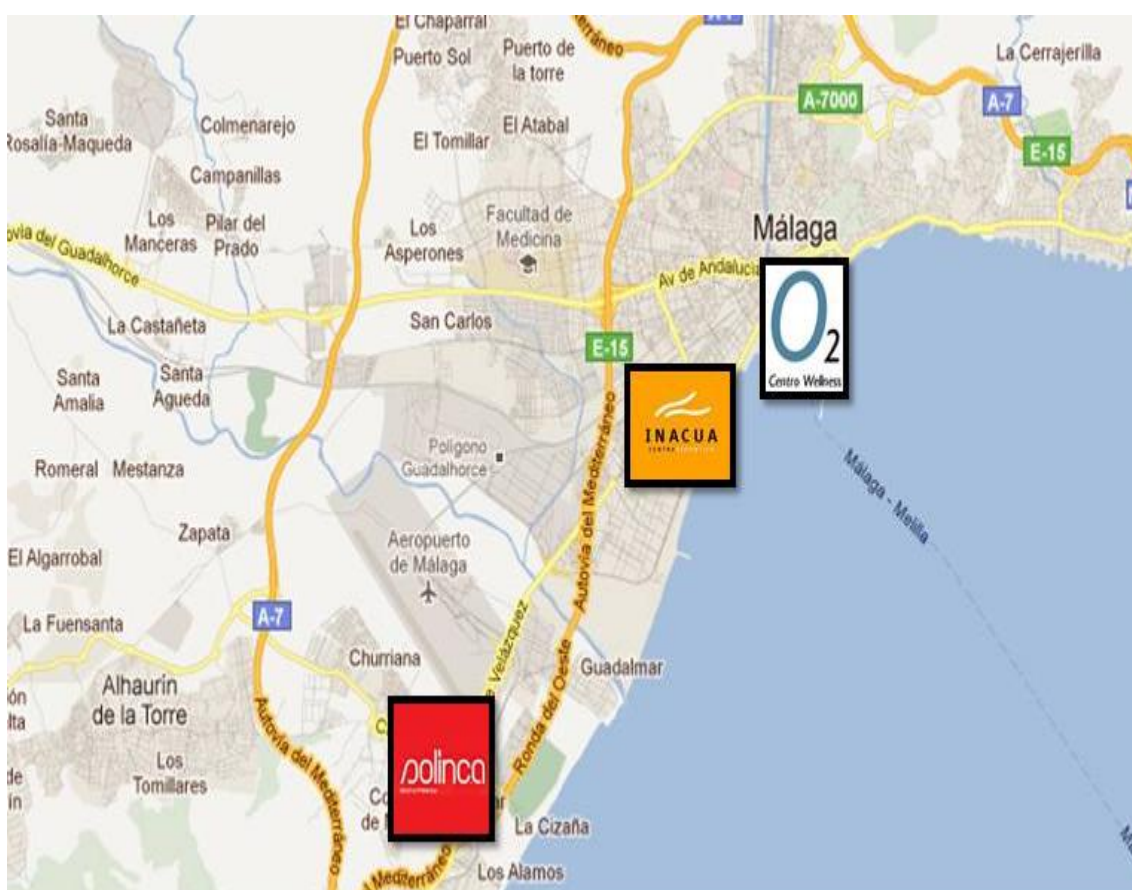 El Chaparral
Puerto Sol
Puerto de
la torre
La Cerrajerilla
A-7000
A-7
E-15
Santa
Rosalía-Maqueda
Colmenarejo
El Tomillar
El Atabal
Campanillas
Los
Manceras
Pilar del
Prado
Los
Asperones
Facultad de
Medicina
Málaga
ovia del Guadalhorce
Av de Andalucía
O2
Centro Wellness
La Castañeta
San Carlos
E-15
Santa
Amalia
Santa
Agueda
INACUA
CENTRO
Autovía del Mediterráneo
Romeral
Mestanza
Polígono
Guadalhorce
Málaga - Melilla
Zapata
El Algarrobal
Aeropuerto
de Málaga
A-7
La Fuensanta
Churriana
e Velázquez
Guadalmar
Alhaurín
de la Torre
Ronda del Oeste
Autovía del Mediterráneo
solinca
Los
Tomillares
La Cizaña
Mediterráneo
Los Alamos